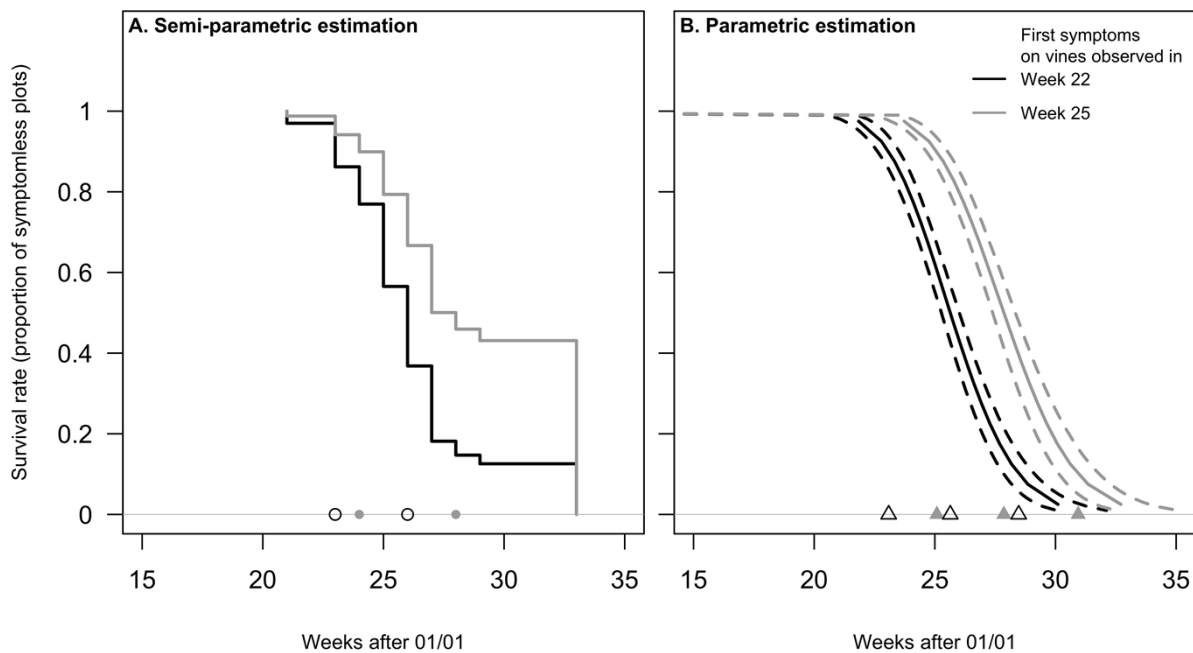 A. Semi-parametric estimation
B. Parametric estimation
First symptoms
on vines observed in
Week 22
Week 25
Survival rate (proportion of symptomless plots)
1
0.8
0.6
0.4
0.2
0
15 20 25 30 35
15 20 25 30 35
Weeks after 01/01
Weeks after 01/01